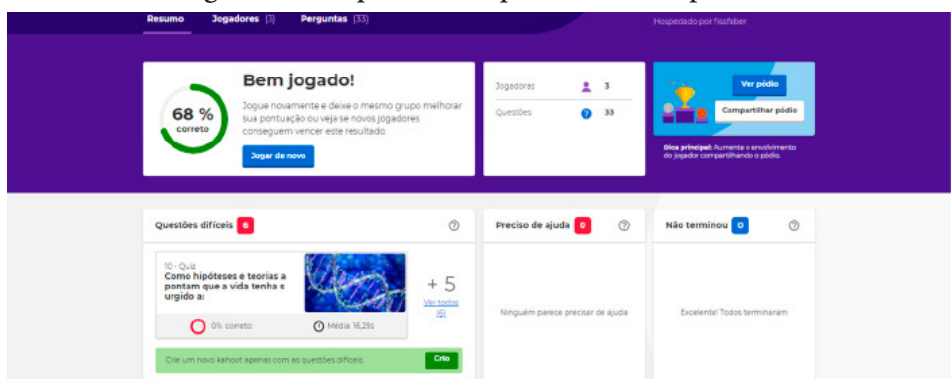 Resumo
Jogadores (3)
Perguntas (33)
Hospedado por fissfaber
68 %
correto
Bem jogado!
Jogue novamente e deixe o mesmo grupo melhorar
sua pontuação ou veja se novos jogadores
conseguem vencer este resultado.
Jogar de novo
Jogadoras
3
Questões
33
Ver pódio
Compartilhar pódio
Dica principal: Aumente o envolvimento
do jogador compartilhando o pódio.
Questões difíceis 6
10 - Quiz
Como hipóteses e teorias a
pontam que a vida tenha s
urgido a:
0% correto
Média 16,29s
+ 5
Ver todos
(6)
Crie um novo kahoot apenas com as questões difíceis
Crio
Preciso de ajuda 0
Ninguém parece precisar de ajuda
Não terminou 0
Excelente! Todos terminaram